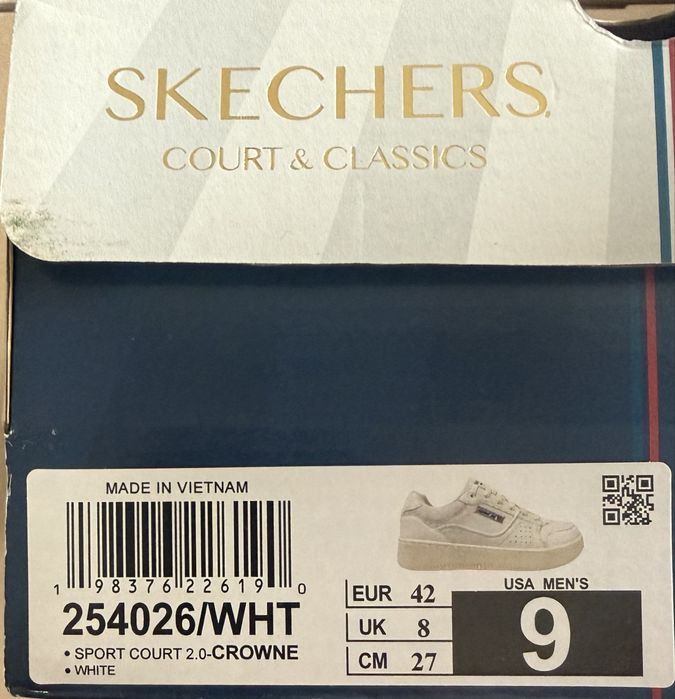 SKECHERS.
COURT & CLASSICS
MADE IN VIETNAM
1 98376 22619 0
254026/WHT
• SPORT COURT 2.0-CROWNE
• WHITE
EUR 42
UK 8
CM 27
USA MEN'S
9